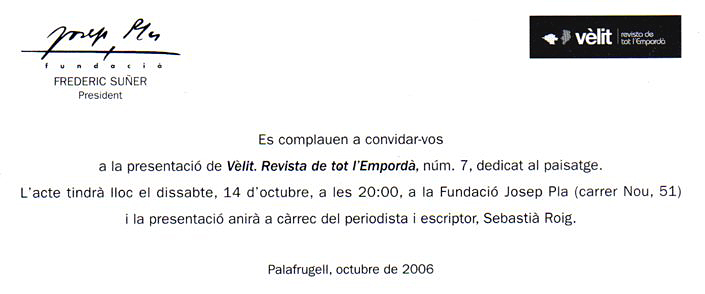 Josep Pla
fundació
FREDERIC SUÑER
President
vèlit
revista de
tot l'Empordà
Es complauen a convidar-vos
a la presentació de Vèlit. Revista de tot l'Empordà, núm. 7, dedicat al paisatge.
L'acte tindrà lloc el dissabte, 14 d'octubre, a les 20:00, a la Fundació Josep Pla (carrer Nou, 51)
i la presentació anirà a càrrec del periodista i escriptor, Sebastià Roig.
Palafrugell, octubre de 2006